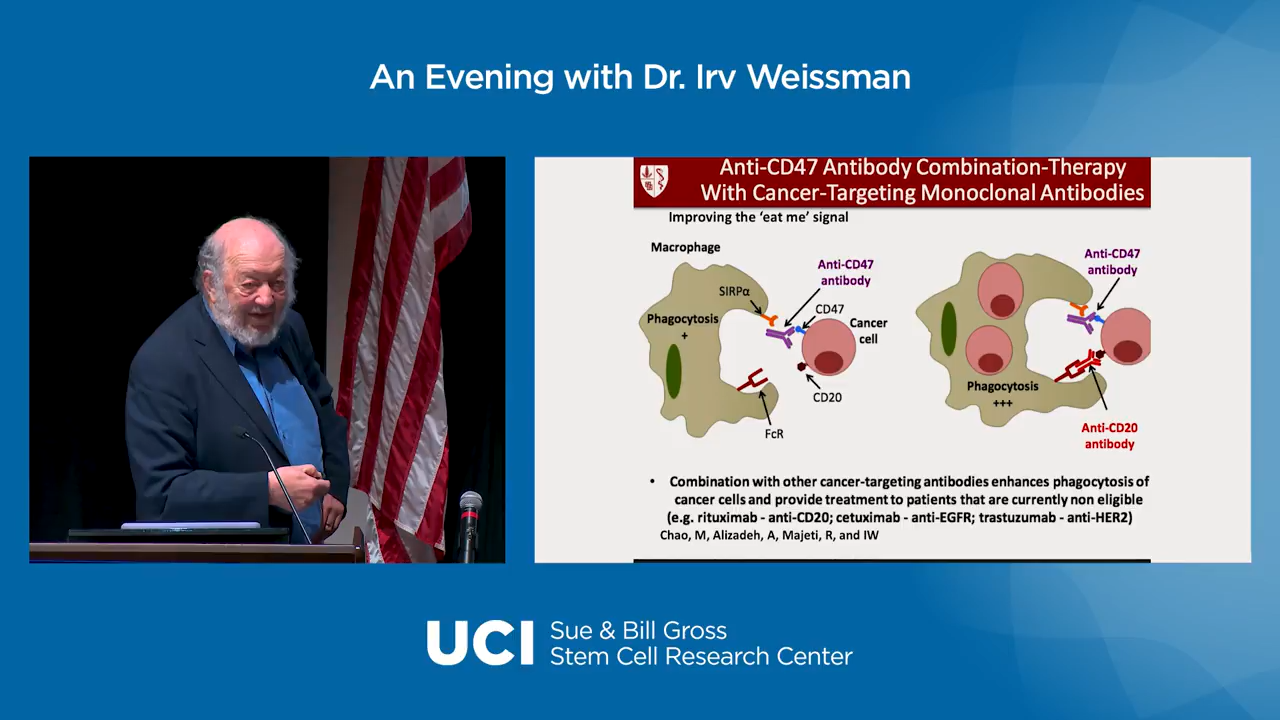 An Evening with Dr. Irv Weissman
Anti-CD47 Antibody Combination-Therapy
With Cancer-Targeting Monoclonal Antibodies
Improving the ‘eat me’ signal
Macrophage
SIRPα
Anti-CD47
antibody
CD47
Phagocytosis
+
Cancer
cell
CD20
FcR
Anti-CD47
antibody
Phagocytosis
+++
Anti-CD20
antibody
• Combination with other cancer-targeting antibodies enhances phagocytosis of
cancer cells and provide treatment to patients that are currently non eligible
(e.g. rituximab - anti-CD20; cetuximab - anti-EGFR; trastuzumab - anti-HER2)
Chao, M, Alizadeh, A, Majeti, R, and IW
UCI
Sue & Bill Gross
Stem Cell Research Center